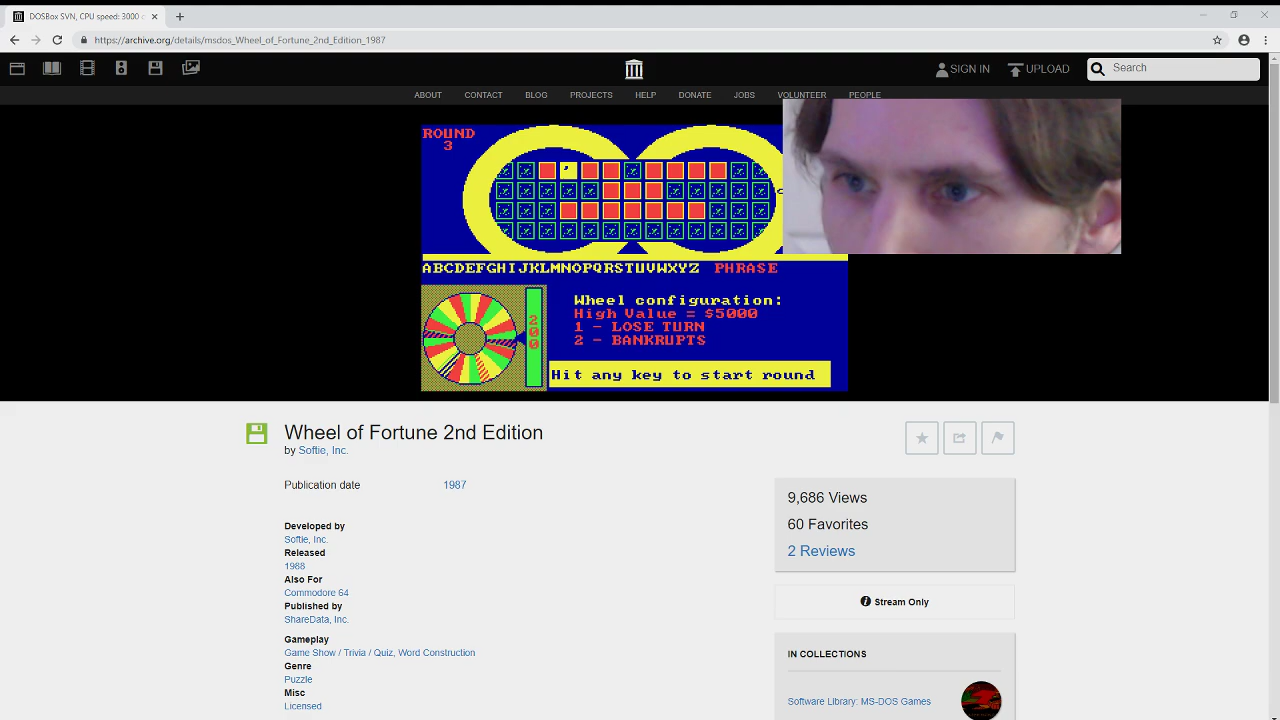 DOSBox SVN, CPU speed: 3000 c
https://archive.org/details/msdos_Wheel_of_Fortune_2nd_Edition_1987
SIGN IN
UPLOAD
Search
ABOUT CONTACT BLOG PROJECTS HELP DONATE JOBS VOLUNTEER PEOPLE
ROUND
3
'
ABCDEFGHIJKLMNOPQRSTUVWXYZ PHRASE
Wheel configuration:
High Value = $5000
1 - LOSE TURN
2 - BANKRUPTS
200
Hit any key to start round
Wheel of Fortune 2nd Edition
by Softie, Inc.
Publication date 1987
Developed by
Softie, Inc.
Released
1988
Also For
Commodore 64
Published by
ShareData, Inc.
Gameplay
Game Show / Trivia / Quiz, Word Construction
Genre
Puzzle
Misc
Licensed
9,686 Views
60 Favorites
2 Reviews
Stream Only
IN COLLECTIONS
Software Library: MS-DOS Games